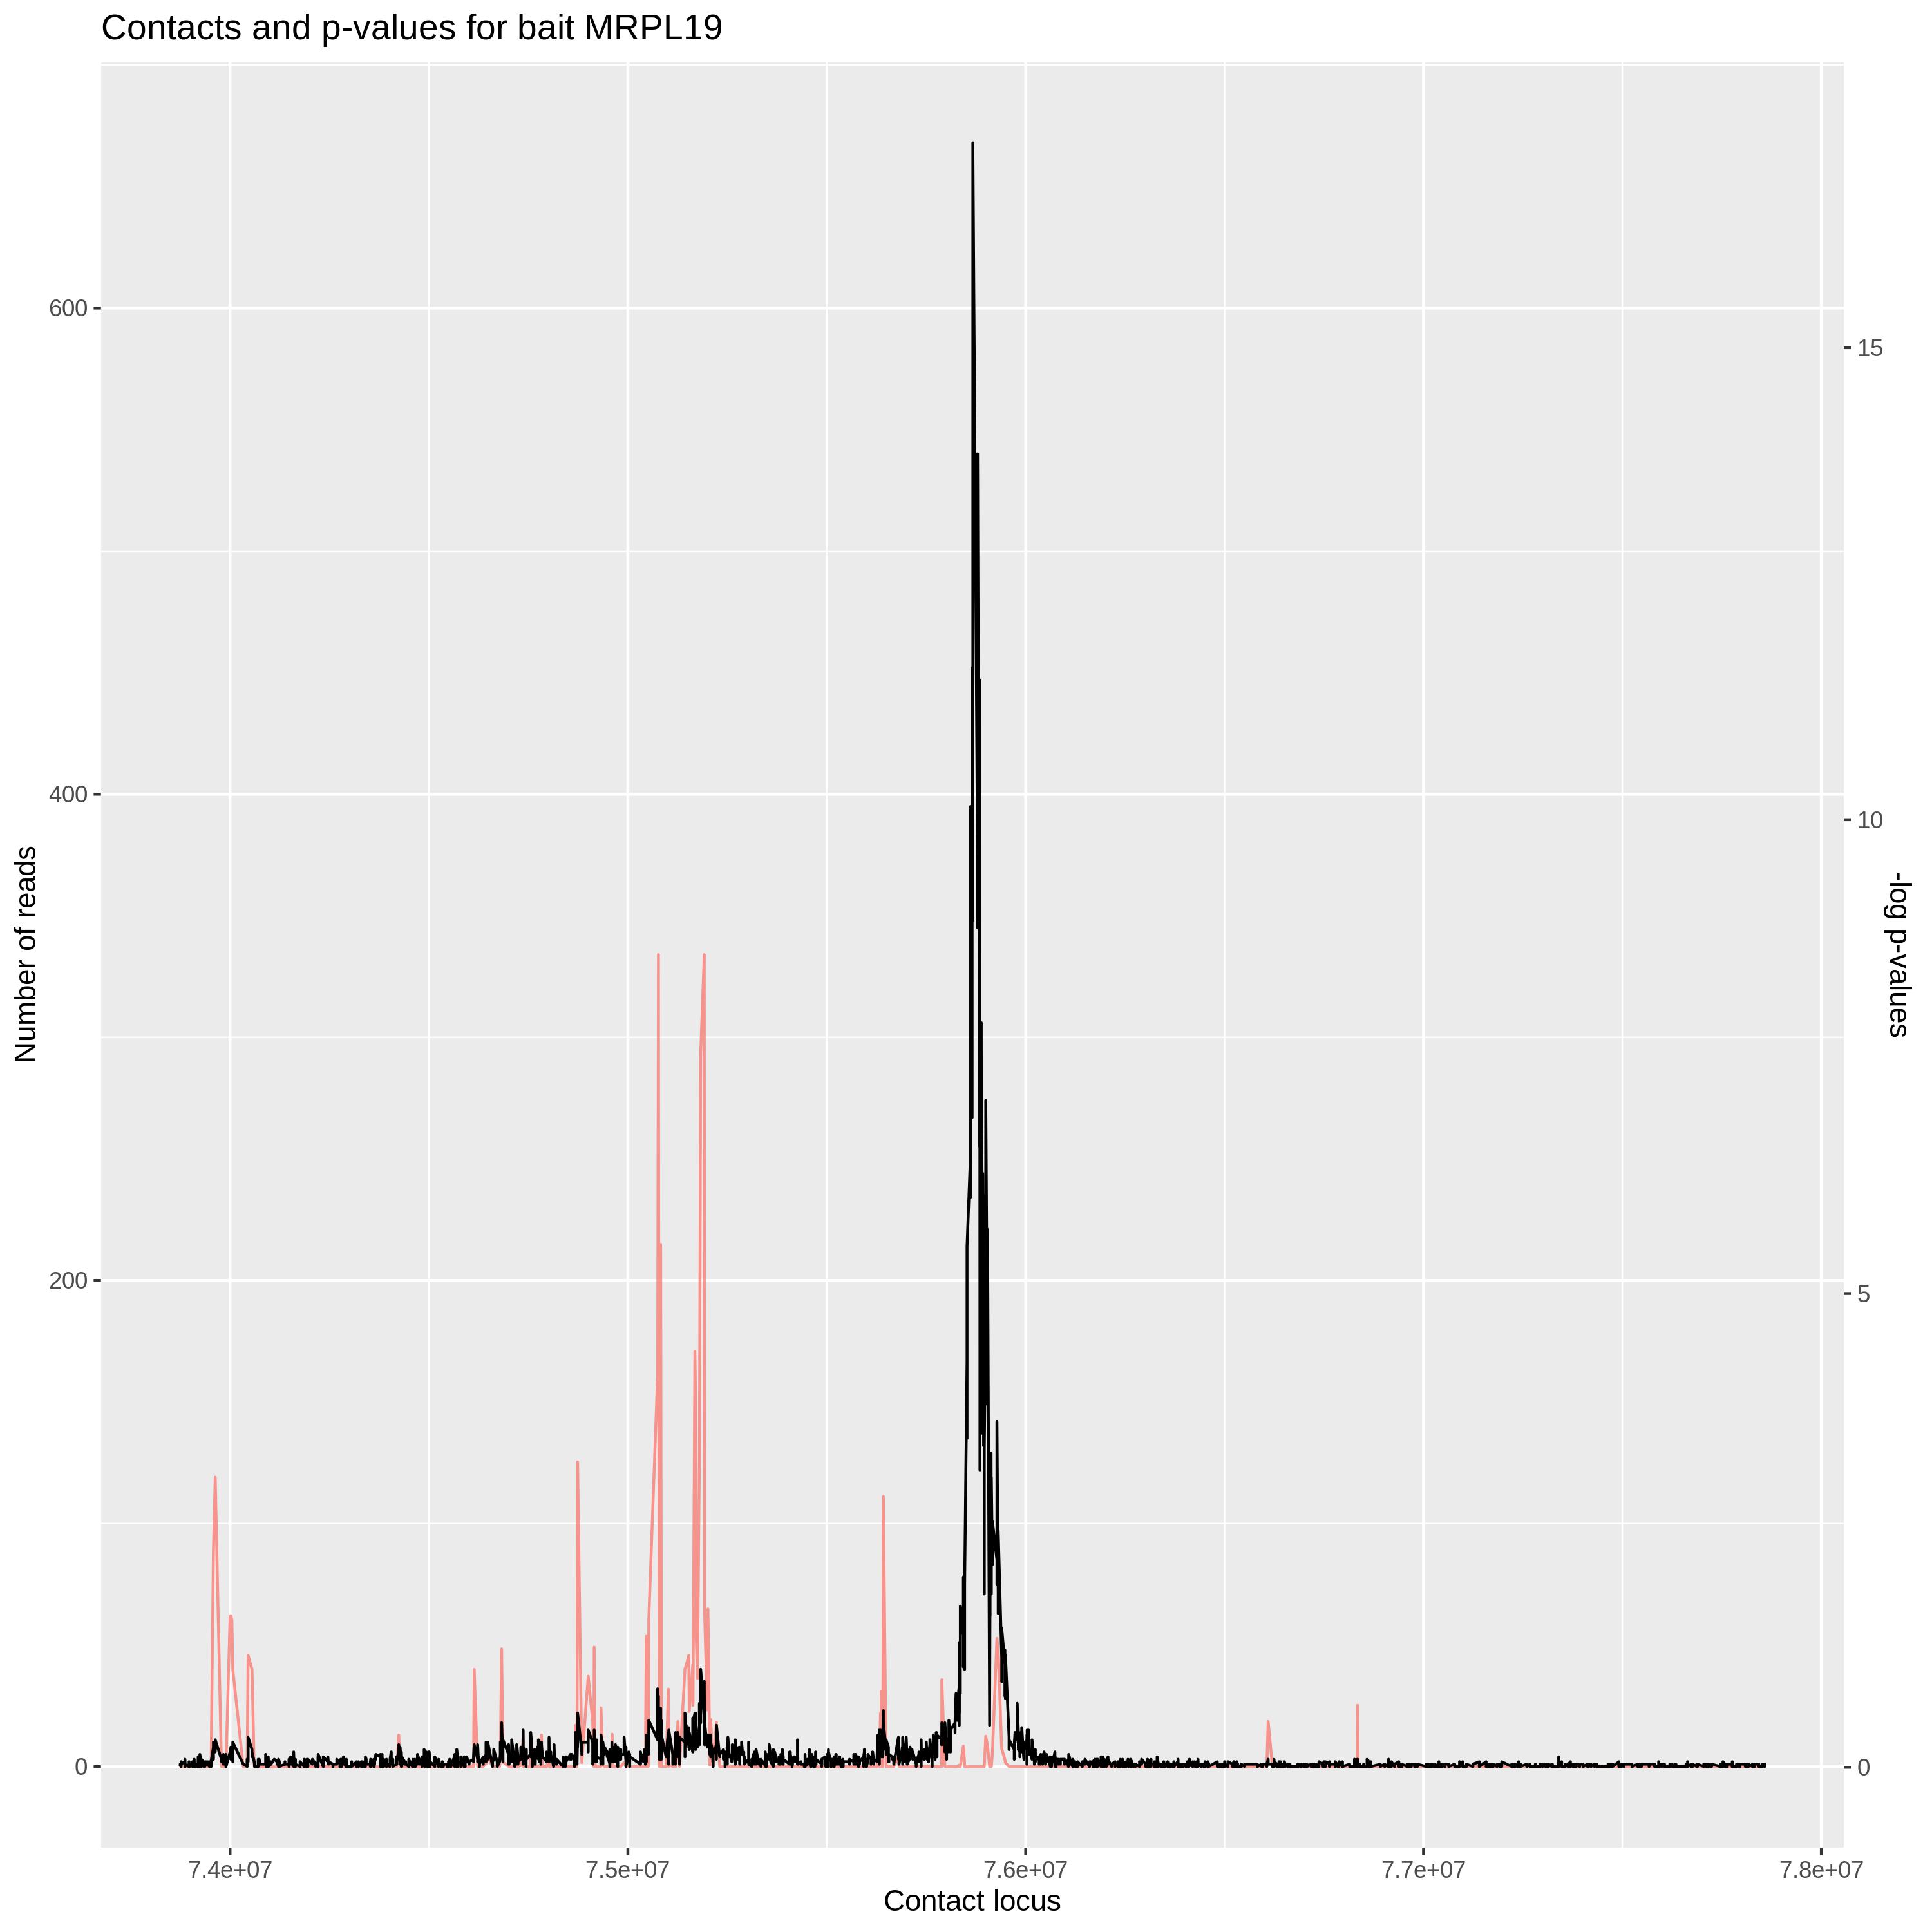 Contacts and p-values for bait MRPL19
Number of reads
600
400
200
0
15
10
5
0
-log p-values
7.4e+07
7.5e+07
7.6e+07
7.7e+07
7.8e+07
Contact locus